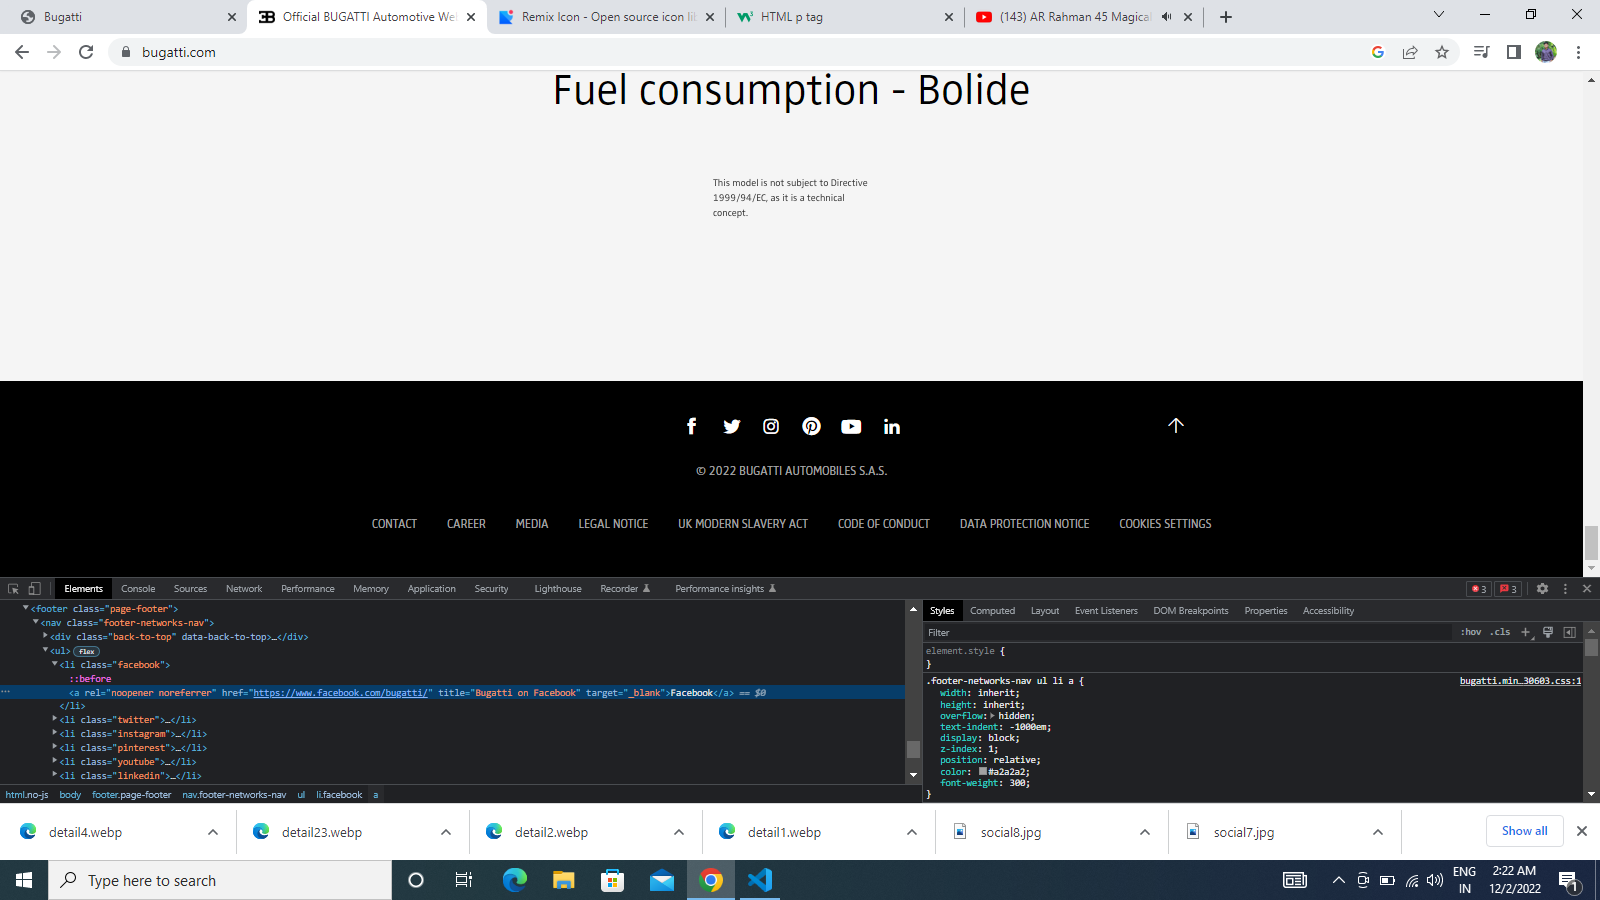 Bugatti
Official BUGATTI Automotive Wel
Remix Icon - Open source icon li
HTML p tag
(143) AR Rahman 45 Magical
bugatti.com
Fuel consumption - Bolide
This model is not subject to Directive
1999/94/EC, as it is a technical
concept.
© 2022 BUGATTI AUTOMOBILES S.A.S.
CONTACT CAREER MEDIA LEGAL NOTICE UK MODERN SLAVERY ACT CODE OF CONDUCT DATA PROTECTION NOTICE COOKIES SETTINGS
Elements Console Sources Network Performance Memory Application Security Lighthouse Recorder Performance insights 3 3
<footer class="page-footer">
<nav class="footer-networks-nav">
<div class="back-to-top" data-back-to-top>…</div>
<ul> flex
<li class="facebook">
::before
<a rel="noopener noreferrer" href="https://www.facebook.com/bugatti/" title="Bugatti on Facebook" target="_blank">Facebook</a> == $0
</li>
<li class="twitter">…</li>
<li class="instagram">…</li>
<li class="pinterest">…</li>
<li class="youtube">…</li>
<li class="linkedin">…</li>
html.no-js body footer.page-footer nav.footer-networks-nav ul li.facebook a
Styles Computed Layout Event Listeners DOM Breakpoints Properties Accessibility
Filter :hov .cls
element.style {
}
.footer-networks-nav ul li a { bugatti.min…30603.css:1
width: inherit;
height: inherit;
overflow: hidden;
text-indent: -1000em;
display: block;
z-index: 1;
position: relative;
color: #a2a2a2;
font-weight: 300;
}
detail4.webp
detail23.webp
detail2.webp
detail1.webp
social8.jpg
social7.jpg
Show all
Type here to search
ENG
IN
2:22 AM
12/2/2022
1